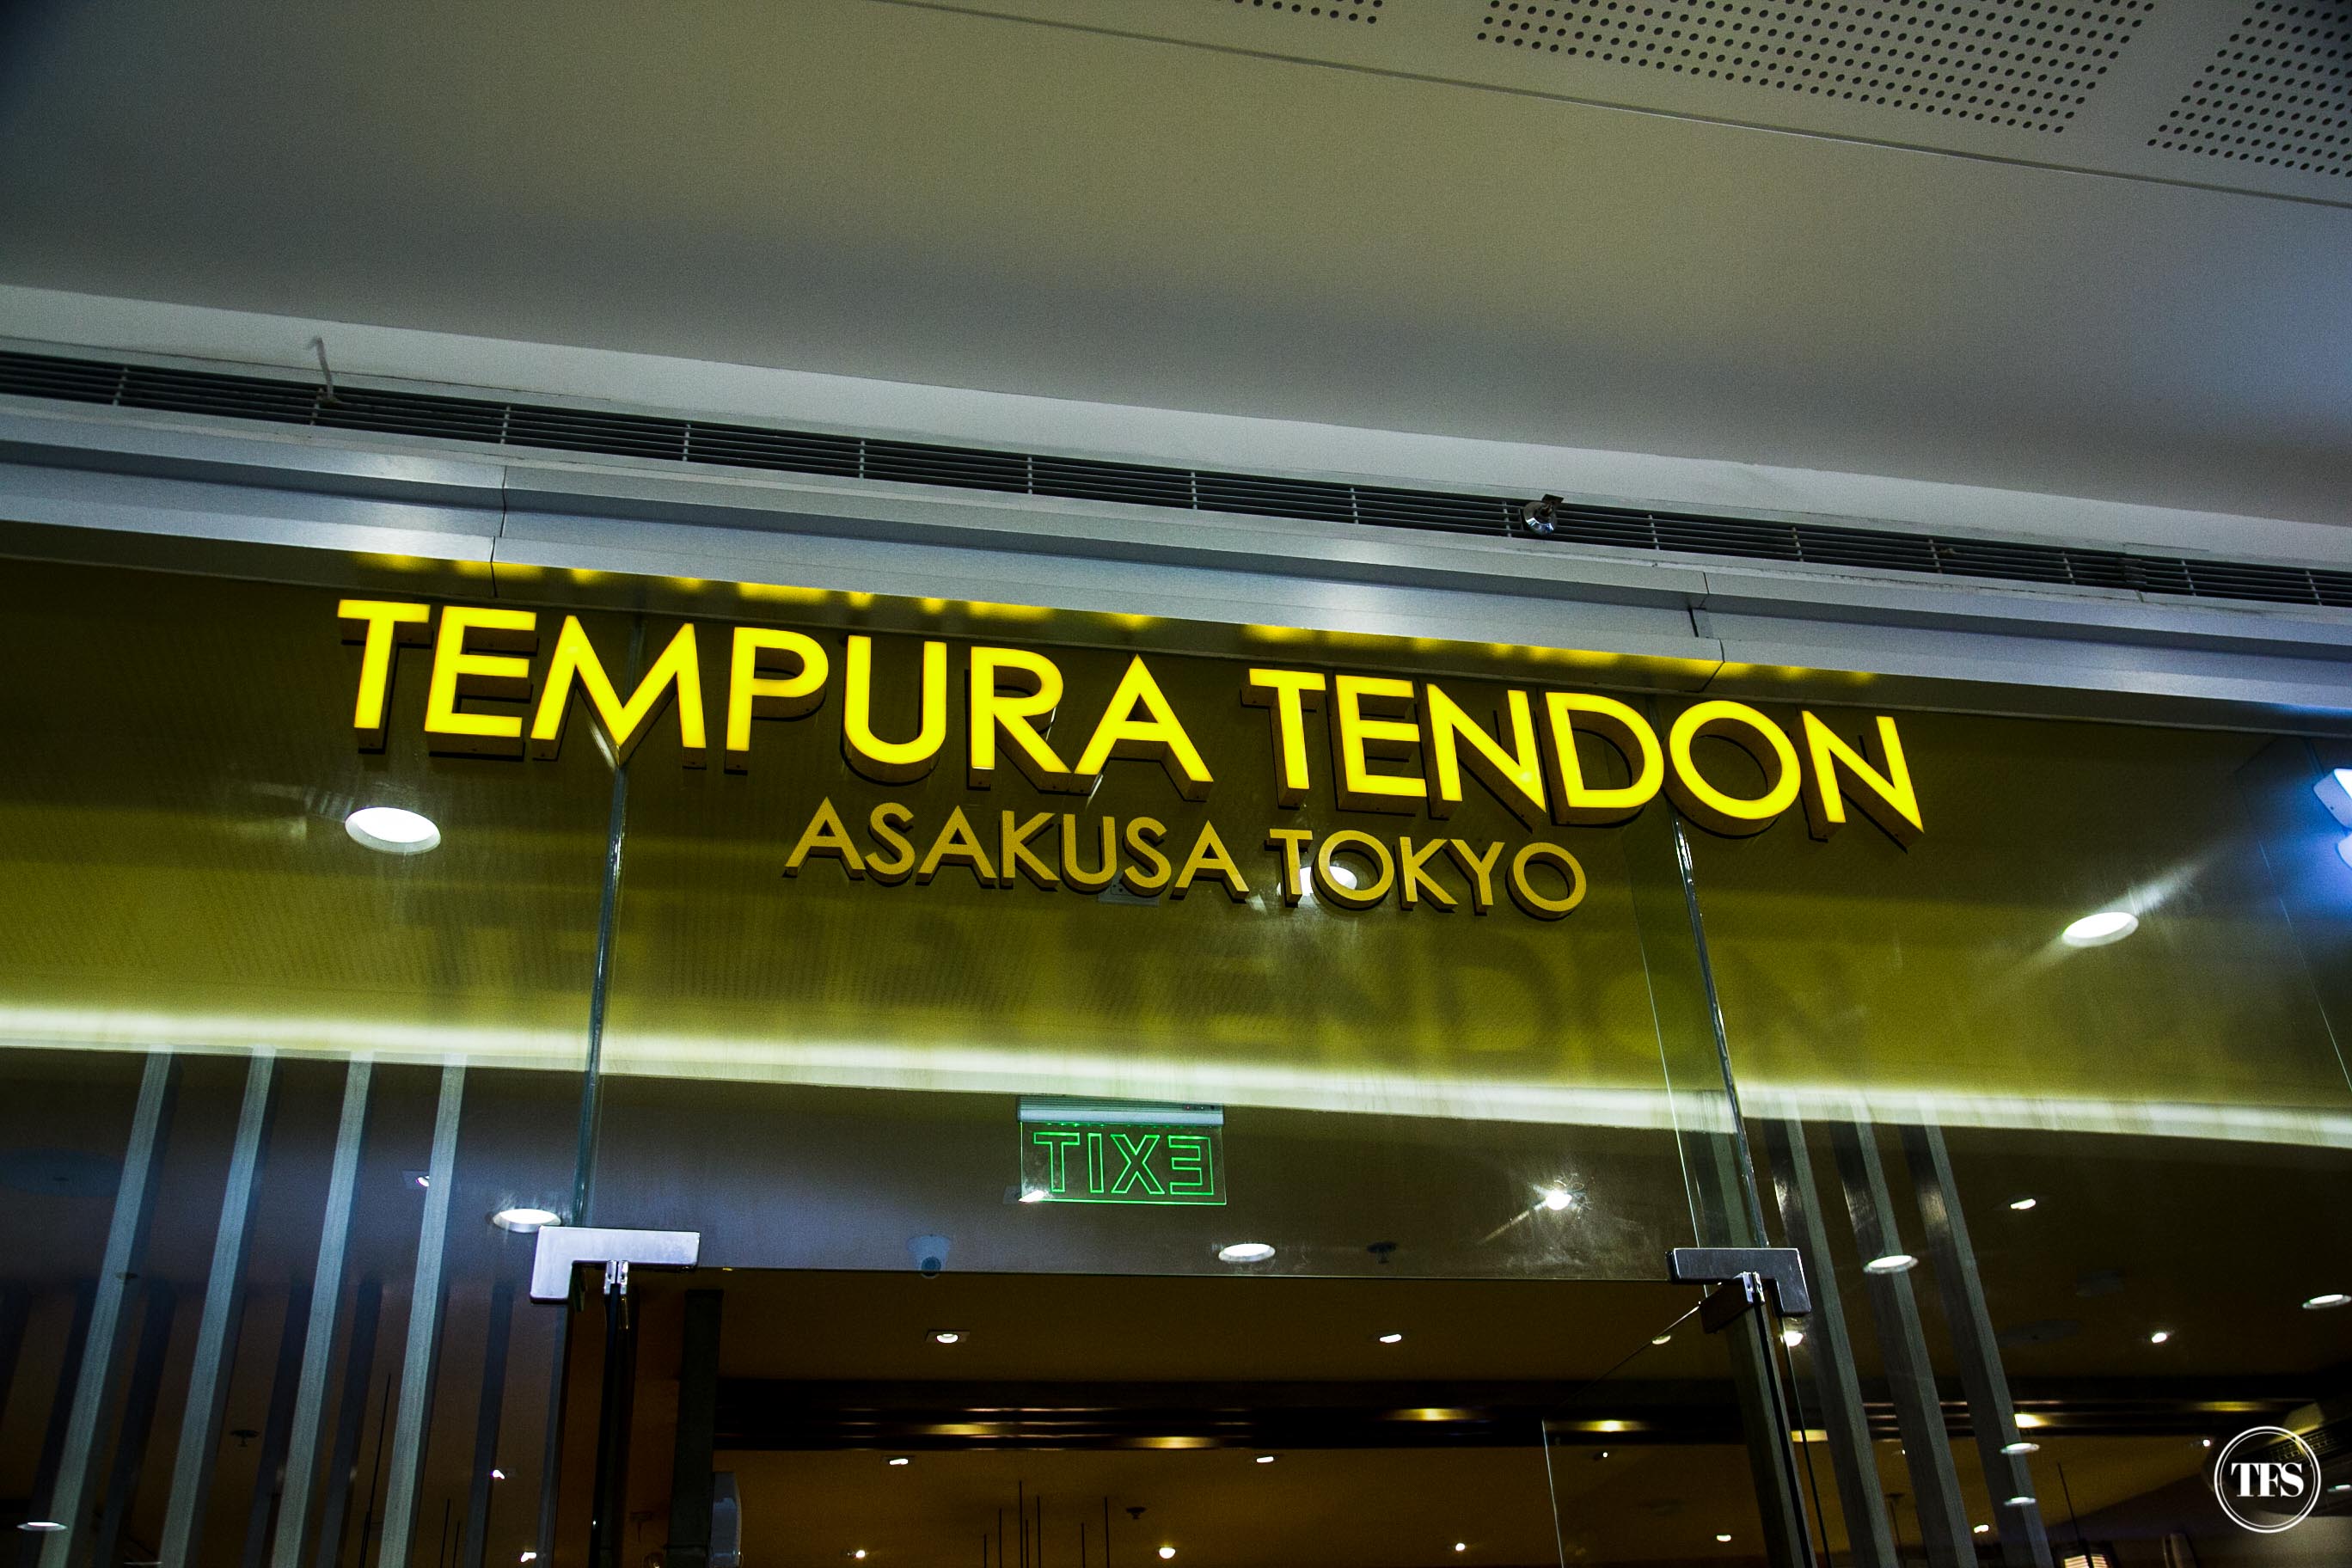 TEMPURA TENDON
ASAKUSA TOKYO
EXIT
TFS